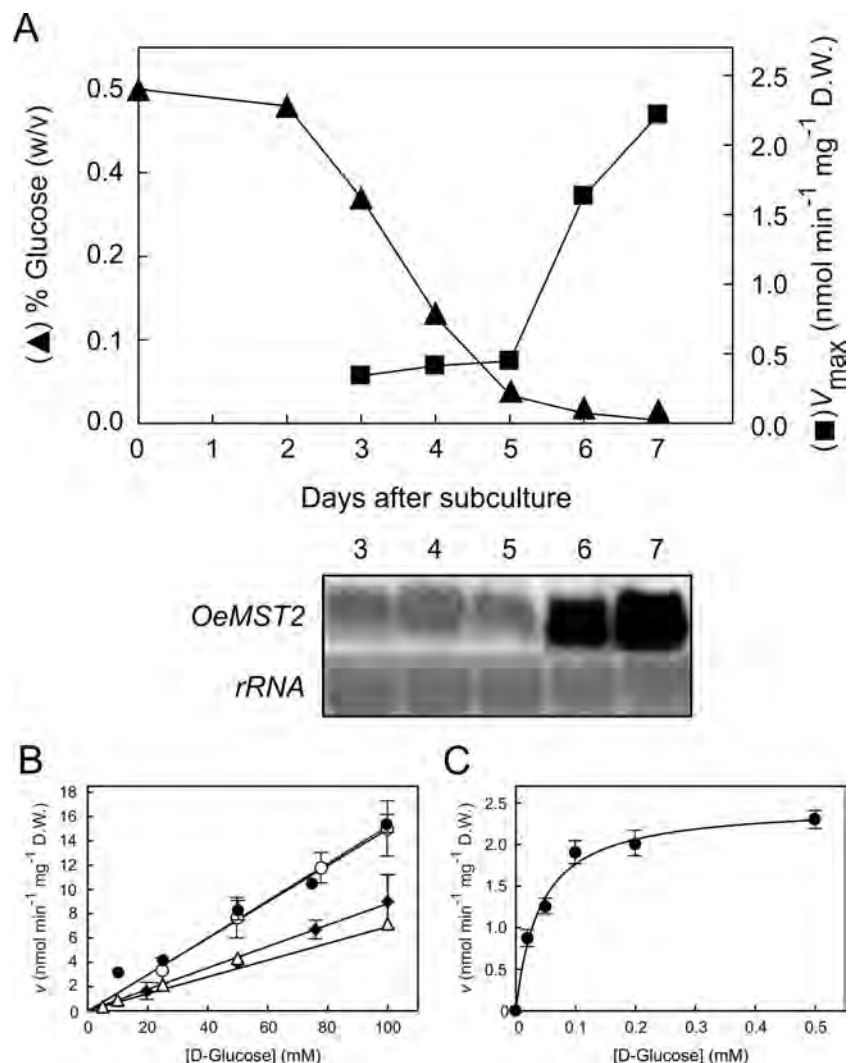 A
(▲) % Glucose (w/v)
0.5
0.4
0.2
0.1
0.0
0 1 2 3 4 5 6 7
Days after subculture
2.5
2.0
1.5
1.0
0.5
0.0
(■)Vmax (nmol min⁻¹ mg⁻¹ D.W.)
3 4 5 6 7
OeMST2
rRNA
B
v (nmol min⁻¹ mg⁻¹ D.W.)
18
16
14
12
10
8
6
4
2
0
0 20 40 60 80 100
[D-Glucose] (mM)
C
v (nmol min⁻¹ mg⁻¹ D.W.)
2.5
2.0
1.5
1.0
0.5
0
0 0.1 0.2 0.3 0.4 0.5
[D-Glucose] (mM)